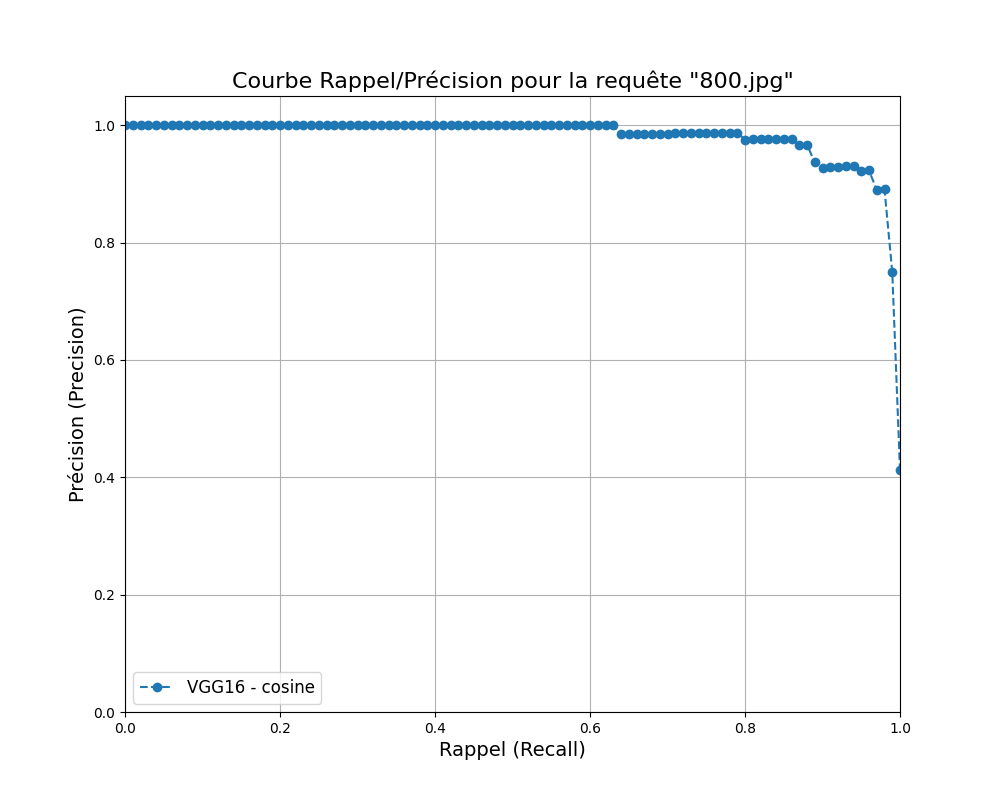 Courbe Rappel/Précision pour la requête "800.jpg"
Précision (Precision)
1.0
0.8
0.6
0.4
0.2
0.0
VGG16 - cosine
0.0 0.2 0.4 0.6 0.8 1.0
Rappel (Recall)